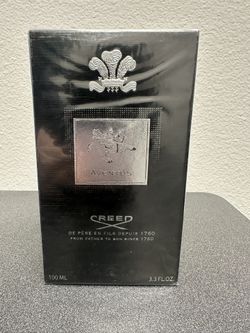 AVENTUS
CREED
DE PÈRE EN FILS DEPUIS 1760
FROM FATHER TO SON SINCE 1760
100 ML 3.3 FL.OZ